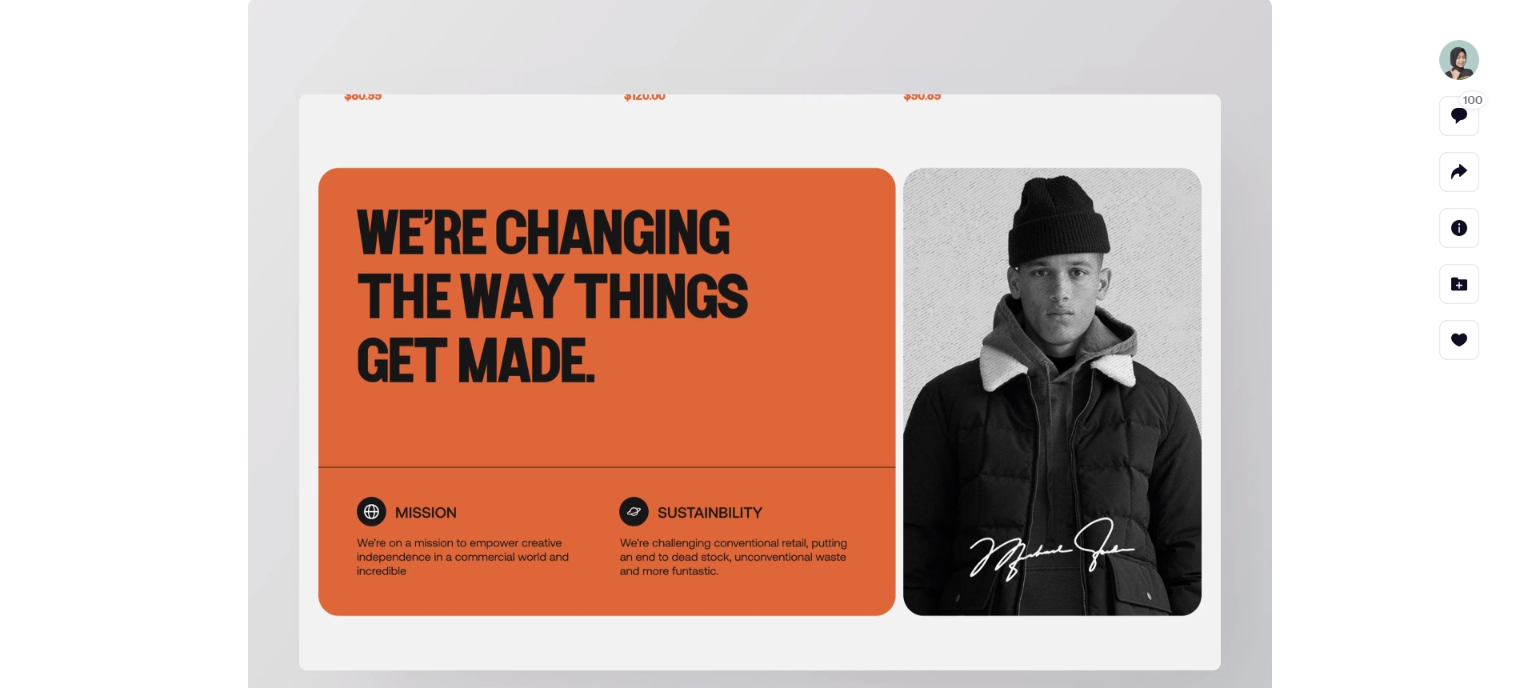 $80.99 $120.00 $90.89
100
WE’RE CHANGING
THE WAY THINGS
GET MADE.
MISSION
We’re on a mission to empower creative
independence in a commercial world and
incredible
SUSTAINBILITY
We’re challenging conventional retail, putting
an end to dead stock, unconventional waste
and more funtastic.